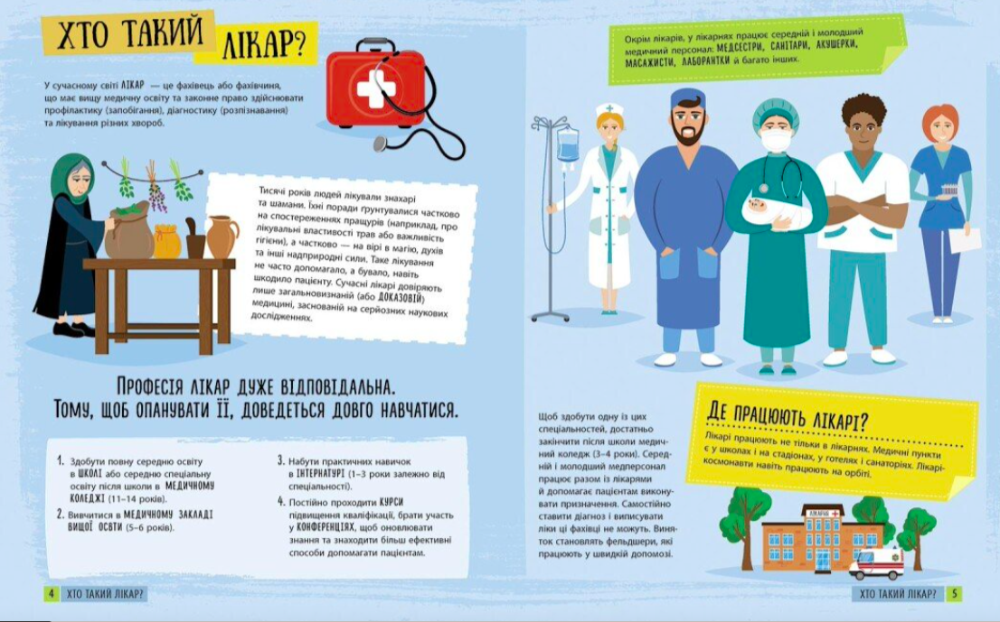 ХТО ТАКИЙ
ЛІКАР?
У сучасному світі ЛІКАР — це фахівець або фахівчиня,
що має вищу медичну освіту та законне право здійснювати
профілактику (запобігання), діагностику (розпізнавання)
та лікування різних хвороб.
Тисячі років людей лікували знахарі
та шамани. Їхні поради ґрунтувалися частково
на спостереженнях пращурів (наприклад, про
лікувальні властивості трав або важливість
гігієни), а частково — на вірі в магію, духів
та інші надприродні сили. Таке лікування
не часто допомагало, а бувало, навіть
шкодило пацієнту. Сучасні лікарі довіряють
лише загальновизнаній (або ДОКАЗОВІЙ)
медицині, заснованій на серйозних наукових
дослідженнях.
ПРОФЕСІЯ ЛІКАР ДУЖЕ ВІДПОВІДАЛЬНА.
ТОМУ, ЩОБ ОПАНУВАТИ ЇЇ, ДОВЕДЕТЬСЯ ДОВГО НАВЧАТИСЯ.
1. Здобути повну середню освіту
в ШКОЛІ або середню спеціальну
освіту після школи в МЕДИЧНОМУ
КОЛЕДЖІ (11–14 років).
2. Вивчитися в МЕДИЧНОМУ ЗАКЛАДІ
ВИЩОЇ ОСВТИ (5–6 років).
3. Набути практичних навичок
в ІНТЕРНАТУРІ (1–3 роки залежно від
спеціальності).
4. Постійно проходити КУРСИ
підвищення кваліфікації, брати участь
у КОНФЕРЕНЦІЯХ, щоб оновлювати
знання та знаходити більш ефективні
способи допомагати пацієнтам.
4 ХТО ТАКИЙ ЛІКАР?
Окрім лікарів, у лікарнях працює середній і молодший
медичний персонал: МЕДСЕСТРИ, САНІТАРИ, АКУШЕРКИ,
МАСАЖИСТИ, ЛАБОРАНТКИ й багато інших.
Щоб здобути одну із цих
спеціальностей, достатньо
закінчити після школи медич-
ний коледж (3–4 роки). Серед-
ній і молодший медперсонал
працює разом із лікарями
й допомагає пацієнтам викону-
вати призначення. Самостійно
ставити діагноз і виписувати
ліки ці фахівці не можуть. Виня-
ток становлять фельдшери, які
працюють у швидкій допомозі.
ДЕ ПРАЦЮЮТЬ ЛІКАРІ?
Лікарі працюють не тільки в лікарнях. Медичні пункти
є у школах і на стадіонах, у готелях і санаторіях. Лікарі-
космонавти навіть працюють на орбіті.
ЛІКАРНЯ
ХТО ТАКИЙ ЛІКАР? 5